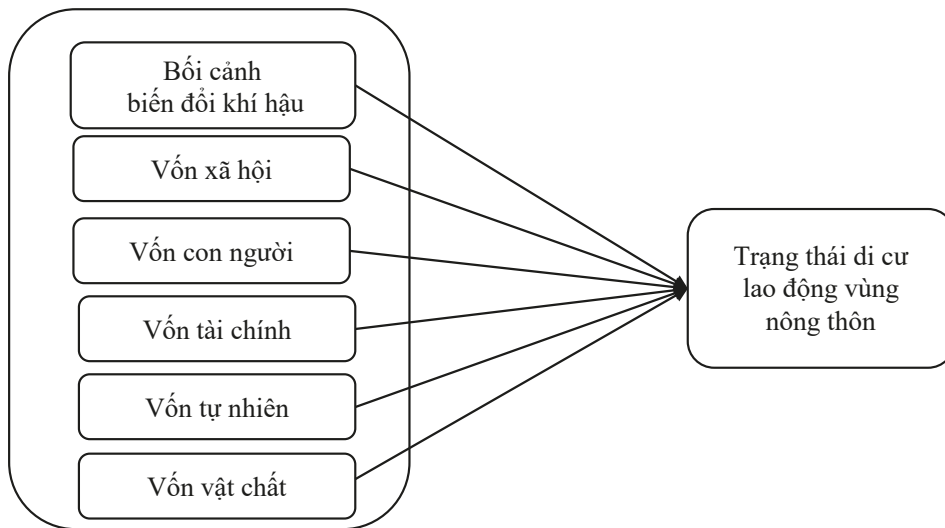 Bối cảnh
biến đổi khí hậu
Vốn xã hội
Vốn con người
Vốn tài chính
Vốn tự nhiên
Vốn vật chất
Trạng thái di cư
lao động vùng
nông thôn